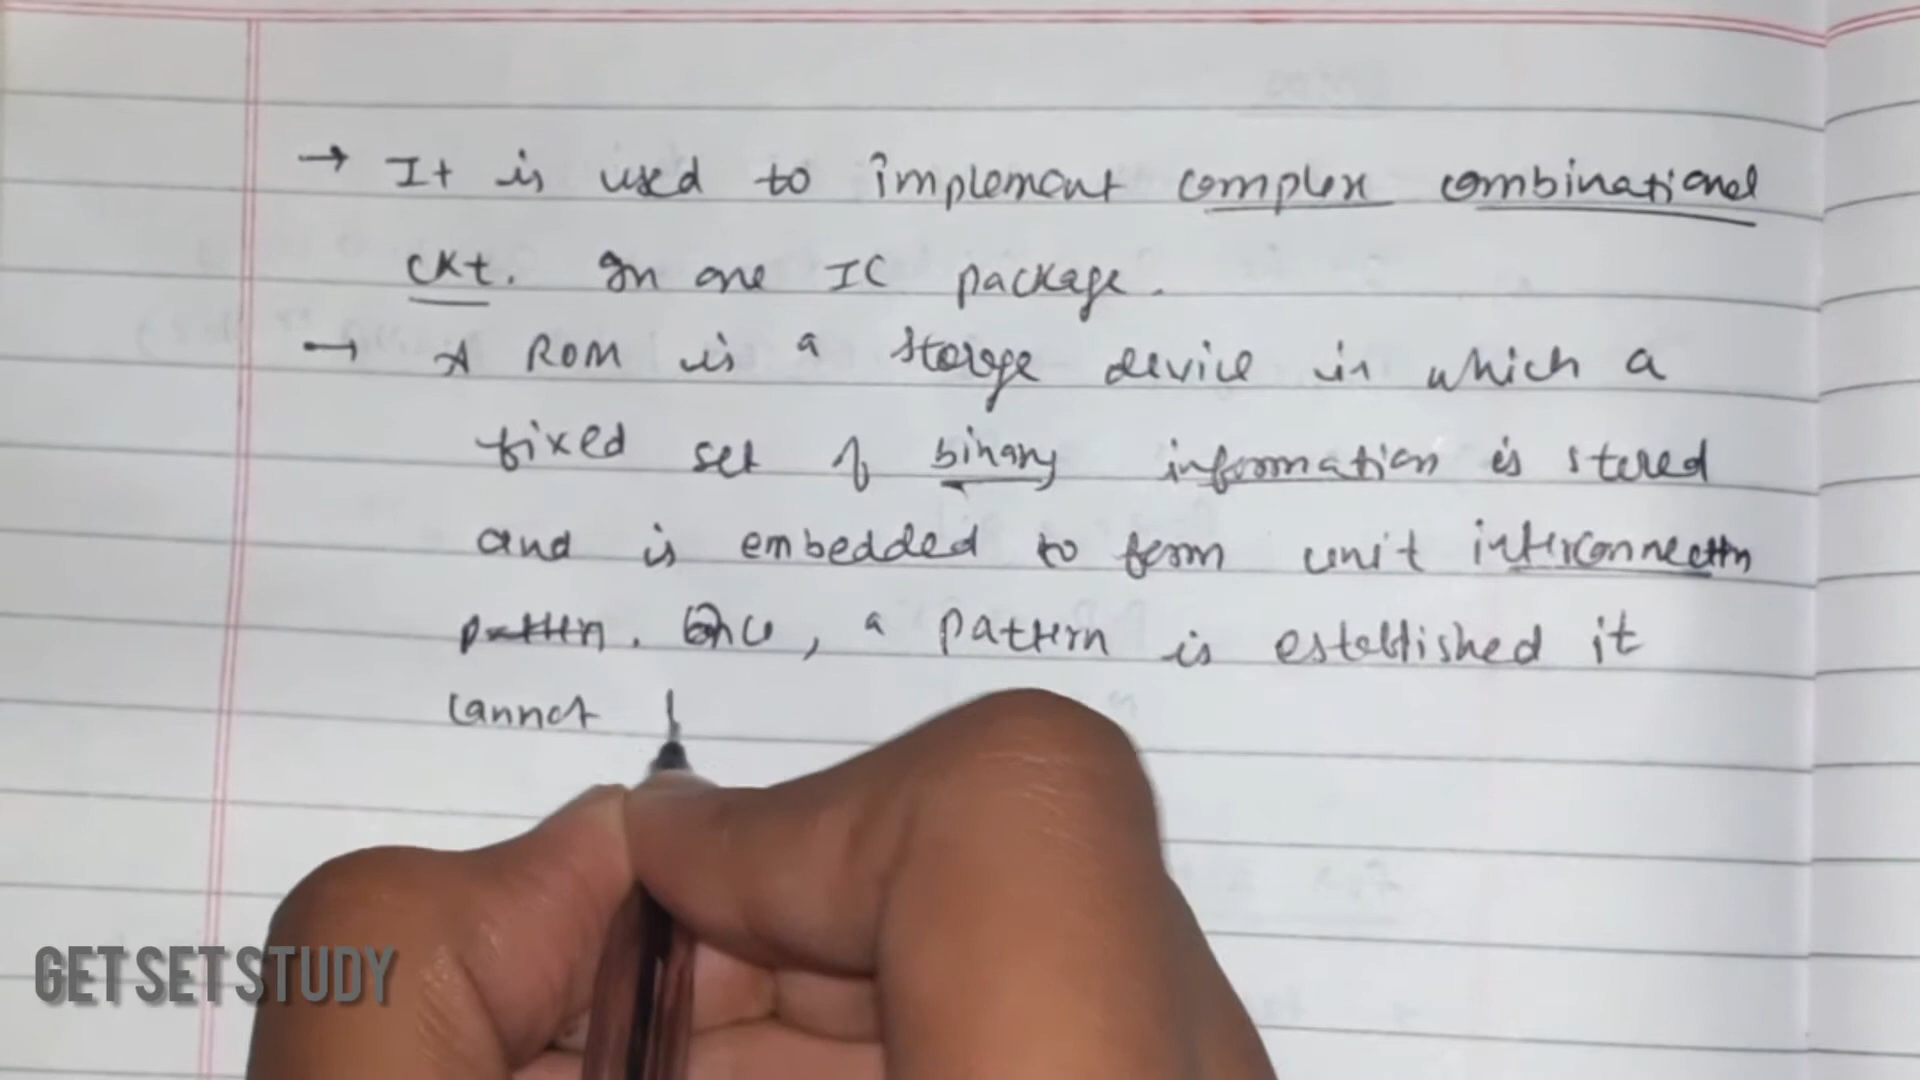 → It is used to implement complex combinational
ckt. In one IC package.
→ A ROM is a storage device in which a
fixed set of binary information is stored
and is embedded to form unit interconnectn
pattern. Once, a pattern is established it
cannot
GET SET STUDY